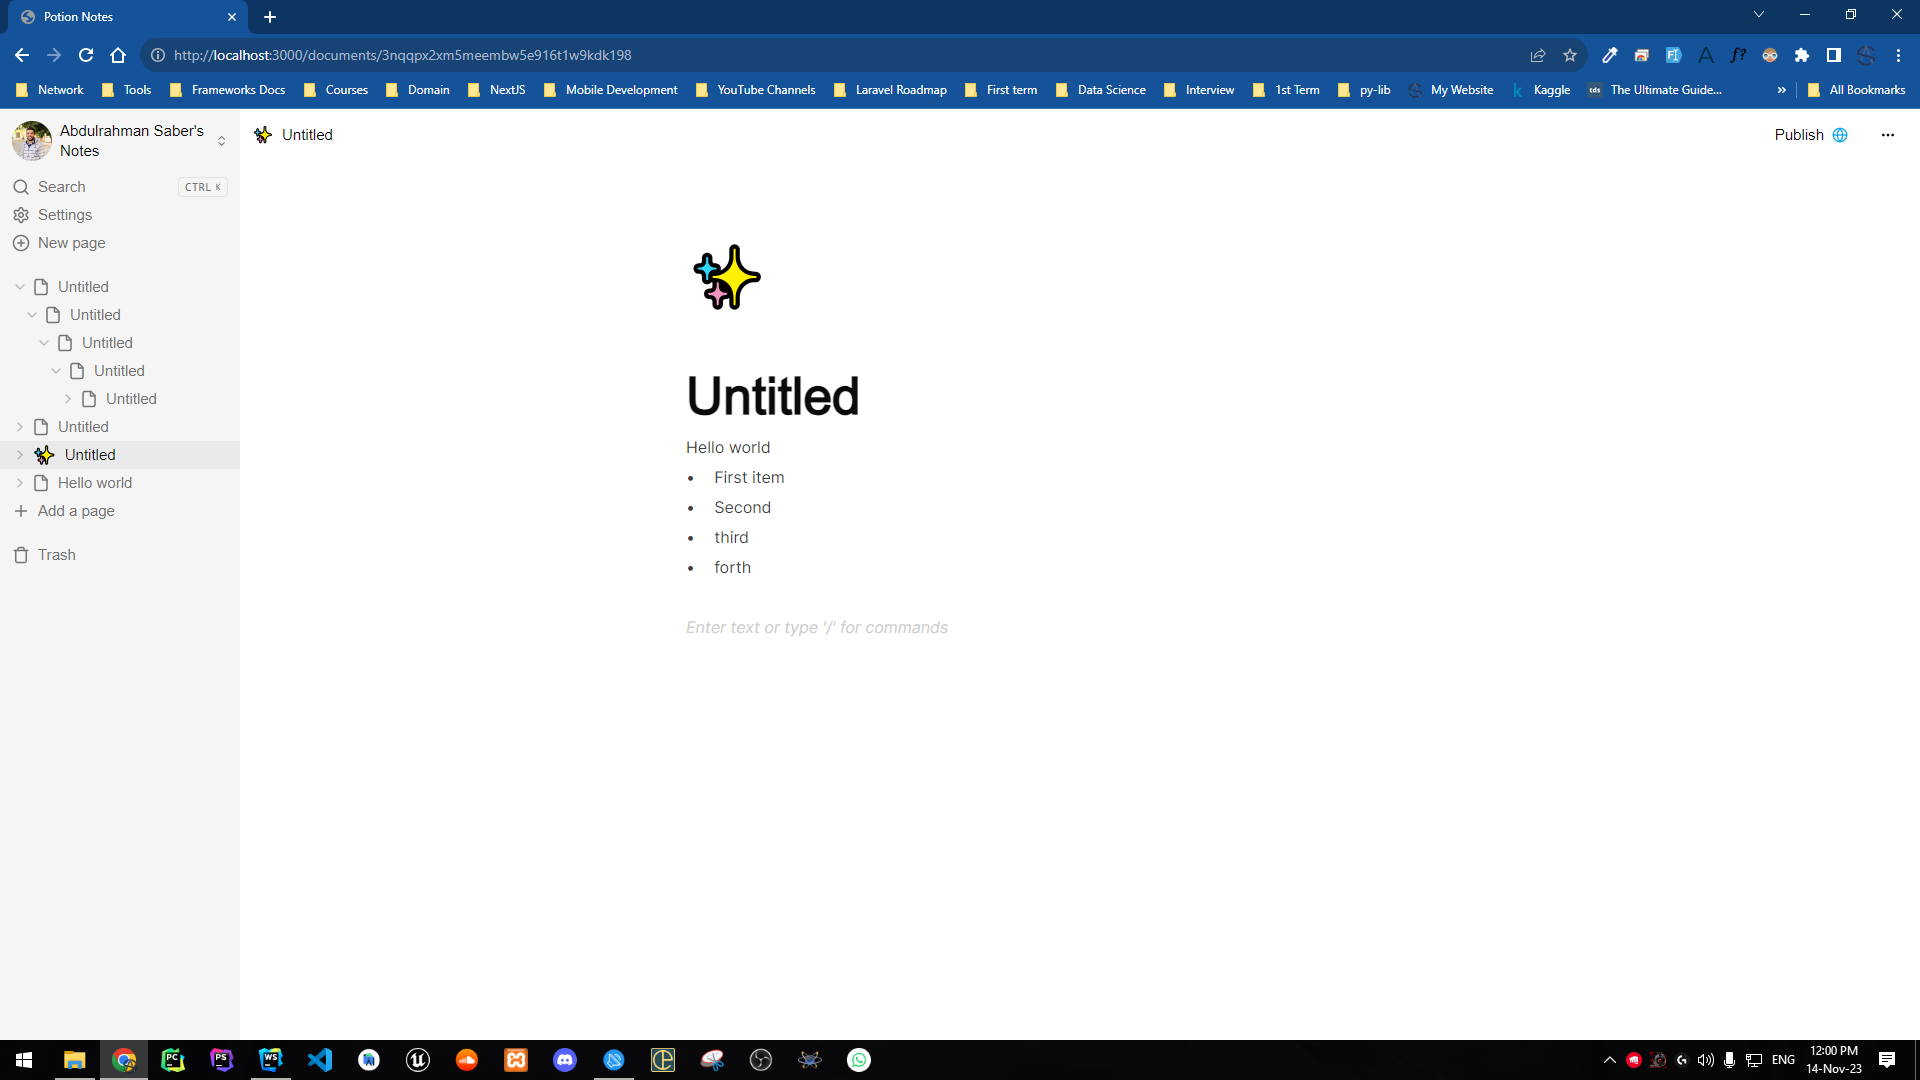 Potion Notes
http://localhost:3000/documents/3nqqpx2xm5meembw5e916t1w9kdk198
Network Tools Frameworks Docs Courses Domain NextJS Mobile Development YouTube Channels Laravel Roadmap First term Data Science Interview 1st Term py-lib My Website Kaggle tds The Ultimate Guide... » All Bookmarks
Abdulrahman Saber's
Notes
Untitled
Publish
Search CTRL K
Settings
New page
Untitled
Untitled
Untitled
Untitled
Untitled
Untitled
Untitled
Hello world
Add a page
Trash
Untitled
Hello world
• First item
• Second
• third
• forth
Enter text or type '/' for commands
PC PS WS
ENG
12:00 PM
14-Nov-23